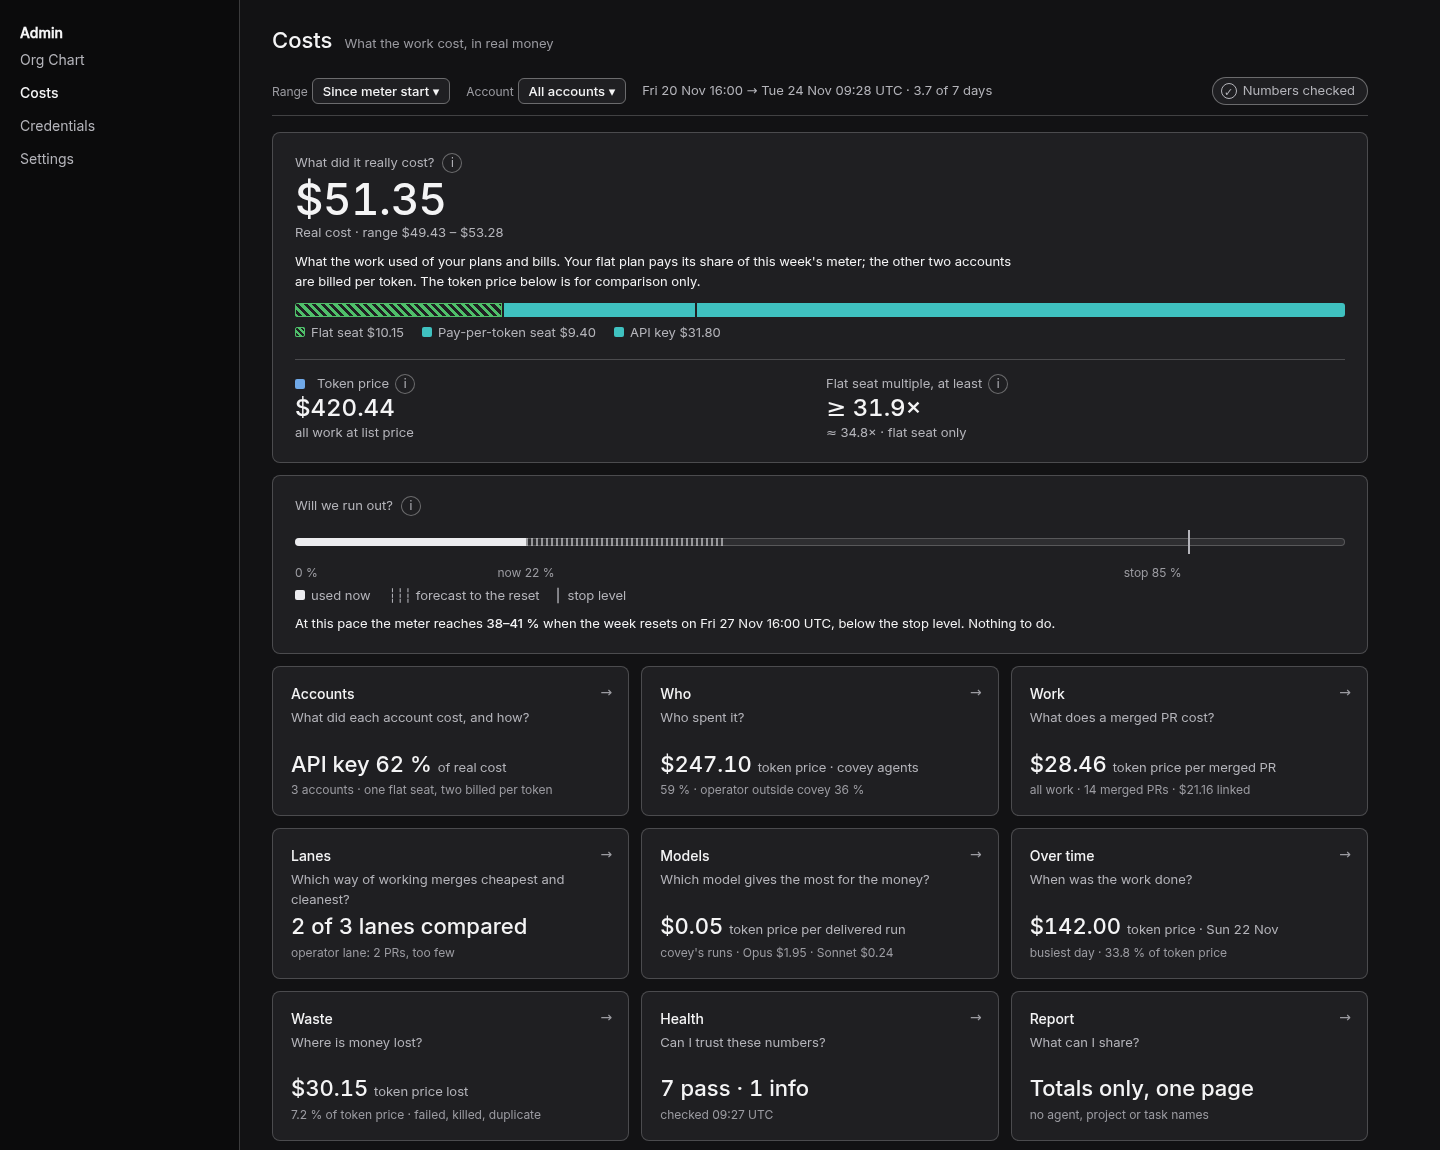 Admin
Org Chart
Costs
Credentials
Settings
Costs What the work cost, in real money
Range Since meter start ▾ Account All accounts ▾ Fri 20 Nov 16:00 → Tue 24 Nov 09:28 UTC · 3.7 of 7 days ✓ Numbers checked
What did it really cost? i
$51.35
Real cost · range $49.43 – $53.28
What the work used of your plans and bills. Your flat plan pays its share of this week's meter; the other two accounts
are billed per token. The token price below is for comparison only.
Flat seat $10.15 Pay-per-token seat $9.40 API key $31.80
Token price i
$420.44
all work at list price
Flat seat multiple, at least i
≥ 31.9×
≈ 34.8× · flat seat only
Will we run out? i
0 % now 22 % stop 85 %
used now forecast to the reset stop level
At this pace the meter reaches 38–41 % when the week resets on Fri 27 Nov 16:00 UTC, below the stop level. Nothing to do.
Accounts →
What did each account cost, and how?
API key 62 % of real cost
3 accounts · one flat seat, two billed per token
Who →
Who spent it?
$247.10 token price · covey agents
59 % · operator outside covey 36 %
Work →
What does a merged PR cost?
$28.46 token price per merged PR
all work · 14 merged PRs · $21.16 linked
Lanes →
Which way of working merges cheapest and
cleanest?
2 of 3 lanes compared
operator lane: 2 PRs, too few
Models →
Which model gives the most for the money?
$0.05 token price per delivered run
covey's runs · Opus $1.95 · Sonnet $0.24
Over time →
When was the work done?
$142.00 token price · Sun 22 Nov
busiest day · 33.8 % of token price
Waste →
Where is money lost?
$30.15 token price lost
7.2 % of token price · failed, killed, duplicate
Health →
Can I trust these numbers?
7 pass · 1 info
checked 09:27 UTC
Report →
What can I share?
Totals only, one page
no agent, project or task names